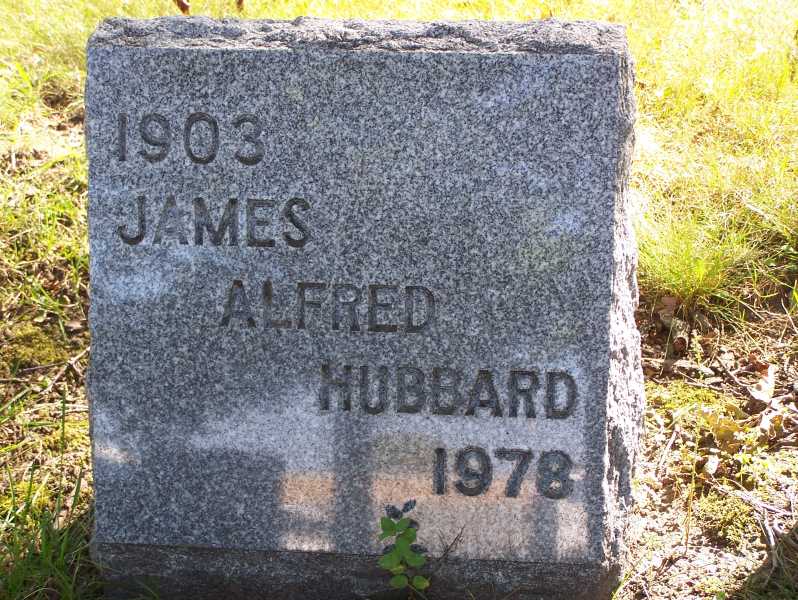 1903
JAMES
ALFRED
HUBBARD
1978